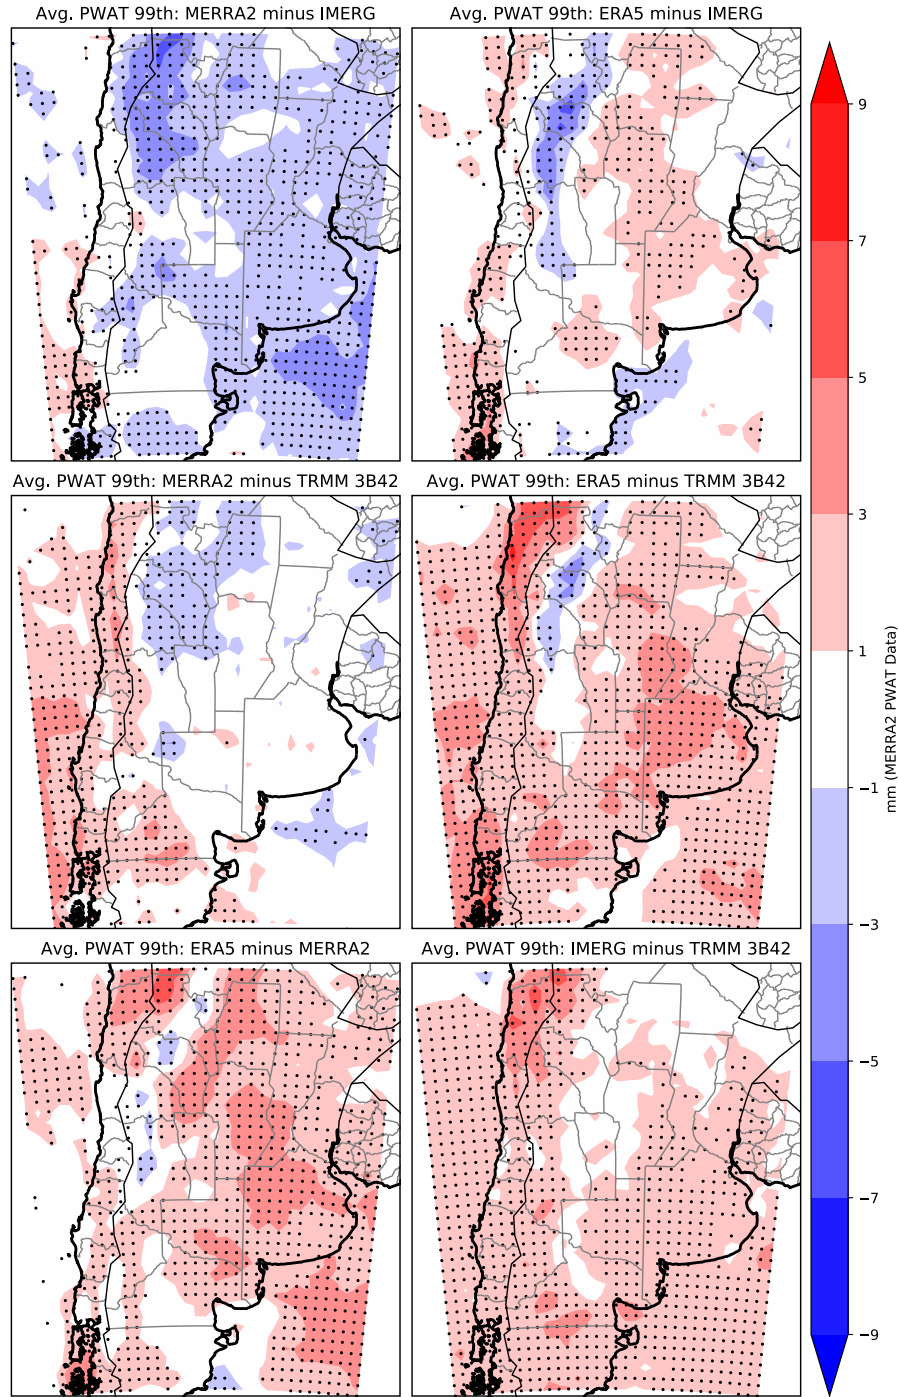 Avg. PWAT 99th: MERRA2 minus IMERG
Avg. PWAT 99th: ERA5 minus IMERG
Avg. PWAT 99th: MERRA2 minus TRMM 3B42
Avg. PWAT 99th: ERA5 minus TRMM 3B42
Avg. PWAT 99th: ERA5 minus MERRA2
Avg. PWAT 99th: IMERG minus TRMM 3B42
9
7
5
3
1
−1
−3
−5
−7
−9
mm (MERRA2 PWAT Data)